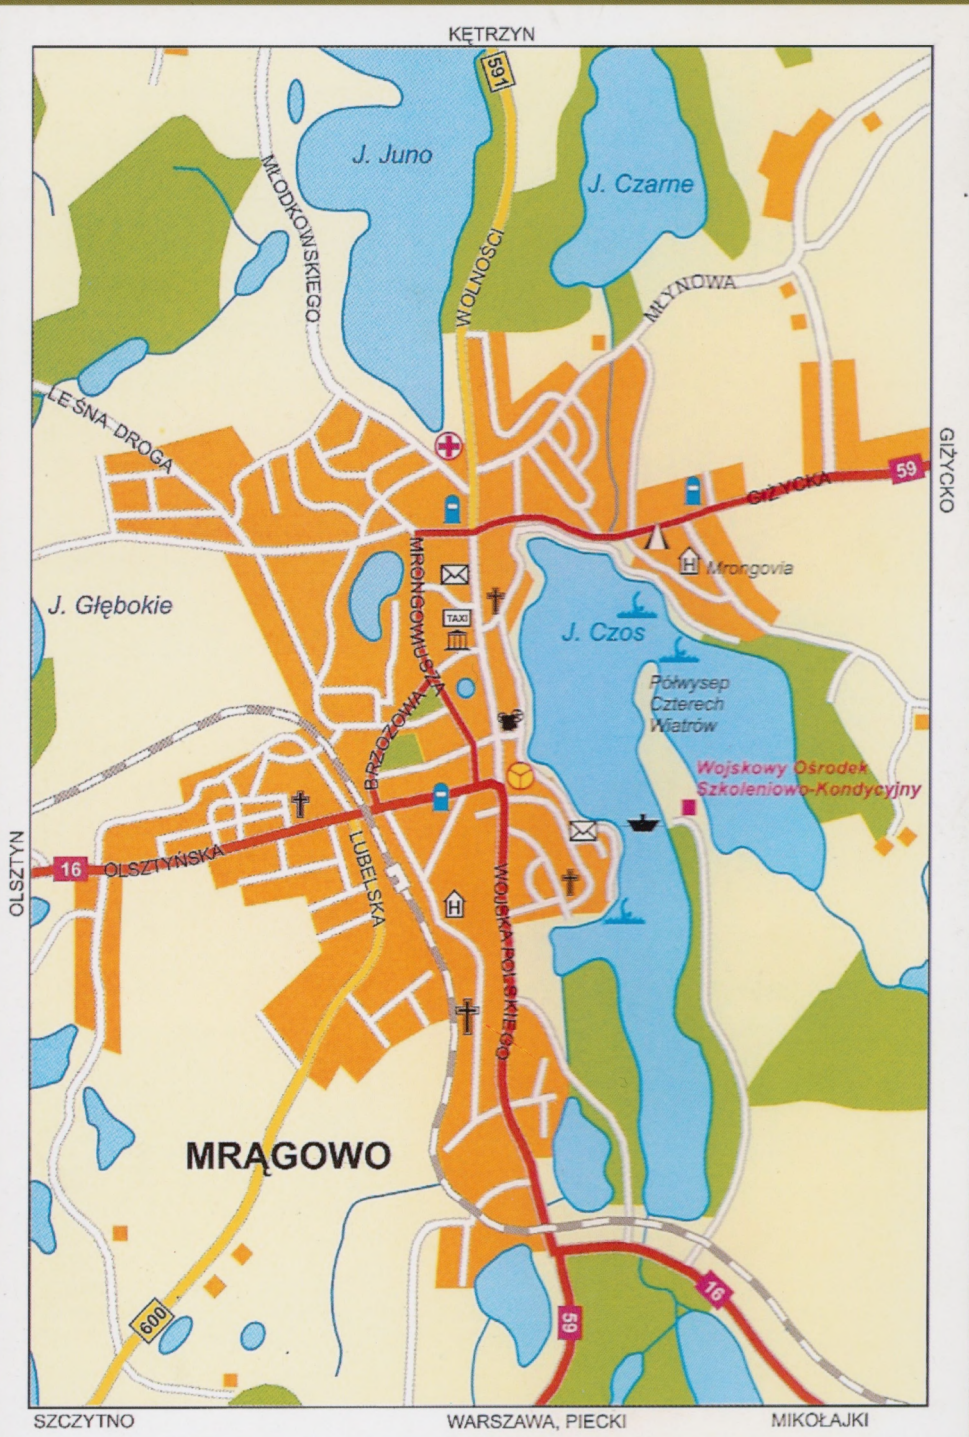 KĘTRZYN
591
J. Juno
J. Czarne
MŁODKOWSKIEGO
WOLNOŚCI
MŁYNOWA
LEŚNA DROGA
GIŻYCKO
59
GIŻYCKA
MRONGOWIUSZA
H
Mrongovia
J. Głębokie
TAXI
J. Czos
Półwysep
Czterech
Wiatrów
BRZOZOWA
Wojskowy Ośrodek
Szkoleniowo-Kondycyjny
OLSZTYN
16
OLSZTYŃSKA
LUBELSKA
WOJSKA POLSKIEGO
H
MRĄGOWO
16
600
59
SZCZYTNO
WARSZAWA, PIECKI
MIKOŁAJKI